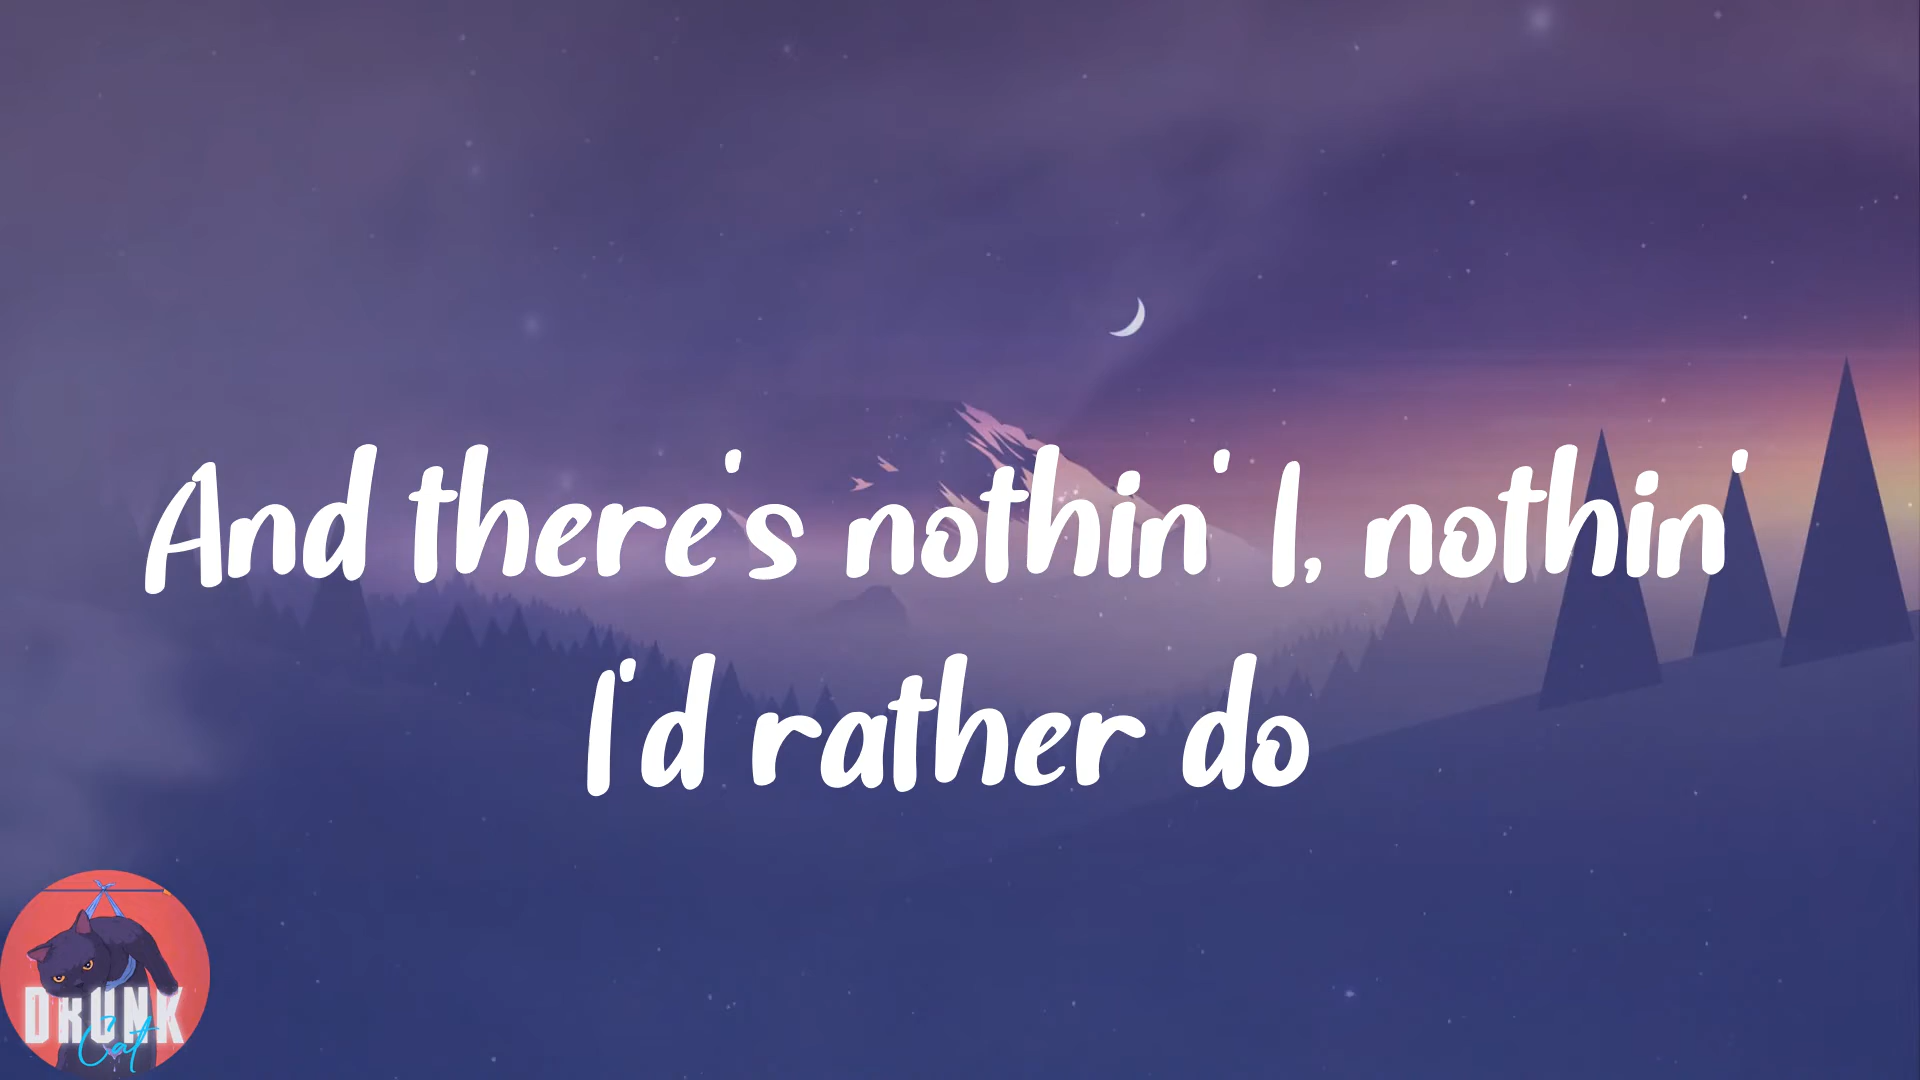 And there's nothin' I, nothin'
I'd rather do
DRUNK
Cat